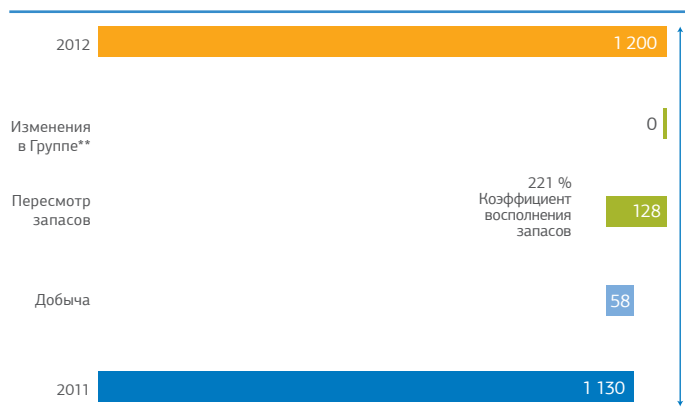 2012
1 200
Изменения
в Группе**
0
Пересмотр
запасов
221 %
Коэффициент
восполнения
запасов
128
Добыча
58
2011
1 130